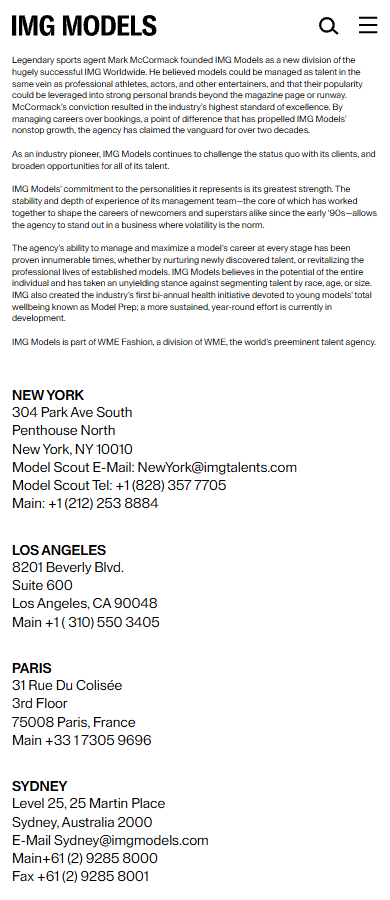 IMG MODELS
Legendary sports agent Mark McCormack founded IMG Models as a new division of the
hugely successful IMG Worldwide. He believed models could be managed as talent in the
same vein as professional athletes, actors, and other entertainers, and that their popularity
could be leveraged into strong personal brands beyond the magazine page or runway.
McCormack's conviction resulted in the industry's highest standard of excellence. By
managing careers over bookings, a point of difference that has propelled IMG Models'
nonstop growth, the agency has claimed the vanguard for over two decades.
As an industry pioneer, IMG Models continues to challenge the status quo with its clients, and
broaden opportunities for all of its talent.
IMG Models' commitment to the personalities it represents is its greatest strength. The
stability and depth of experience of its management team—the core of which has worked
together to shape the careers of newcomers and superstars alike since the early '90s—allows
the agency to stand out in a business where volatility is the norm.
The agency's ability to manage and maximize a model's career at every stage has been
proven innumerable times, whether by nurturing newly discovered talent, or revitalizing the
professional lives of established models. IMG Models believes in the potential of the entire
individual and has taken an unyielding stance against segmenting talent by race, age, or size.
IMG also created the industry's first bi-annual health initiative devoted to young models' total
wellbeing known as Model Prep; a more sustained, year-round effort is currently in
development.
IMG Models is part of WME Fashion, a division of WME, the world's preeminent talent agency.
NEW YORK
304 Park Ave South
Penthouse North
New York, NY 10010
Model Scout E-Mail: NewYork@imgtalents.com
Model Scout Tel: +1 (828) 357 7705
Main: +1 (212) 253 8884
LOS ANGELES
8201 Beverly Blvd.
Suite 600
Los Angeles, CA 90048
Main +1 ( 310) 550 3405
PARIS
31 Rue Du Colisée
3rd Floor
75008 Paris, France
Main +33 1 7305 9696
SYDNEY
Level 25, 25 Martin Place
Sydney, Australia 2000
E-Mail Sydney@imgmodels.com
Main+61 (2) 9285 8000
Fax +61 (2) 9285 8001